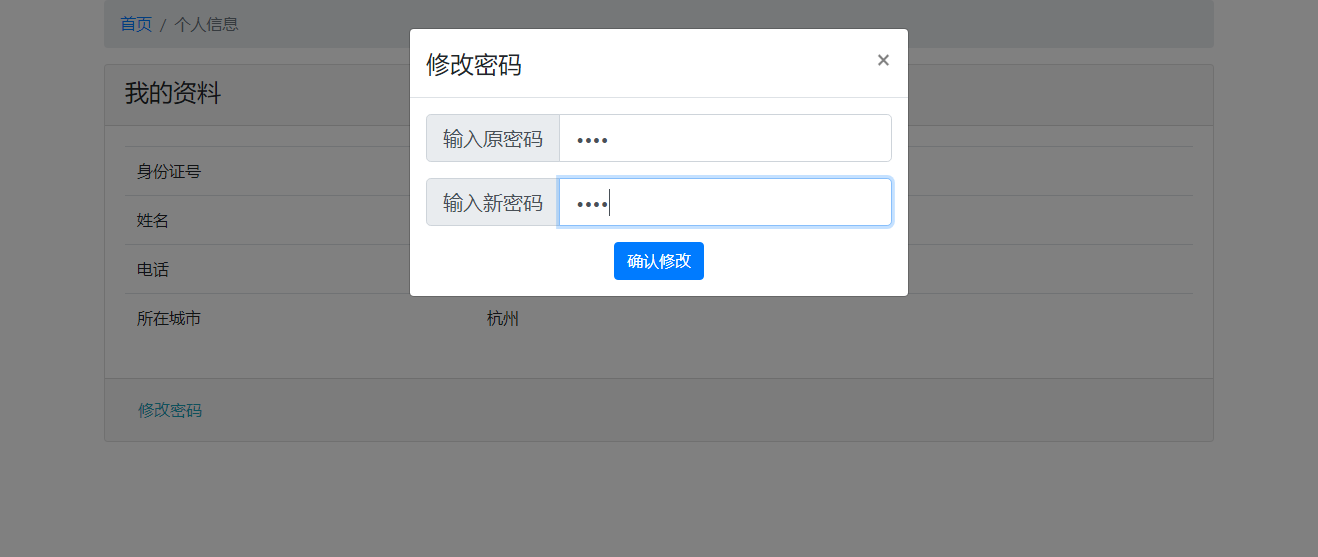 首页 / 个人信息
修改密码 ×
我的资料
输入原密码 ••••
输入新密码 ••••
确认修改
身份证号
姓名
电话
所在城市 杭州
修改密码